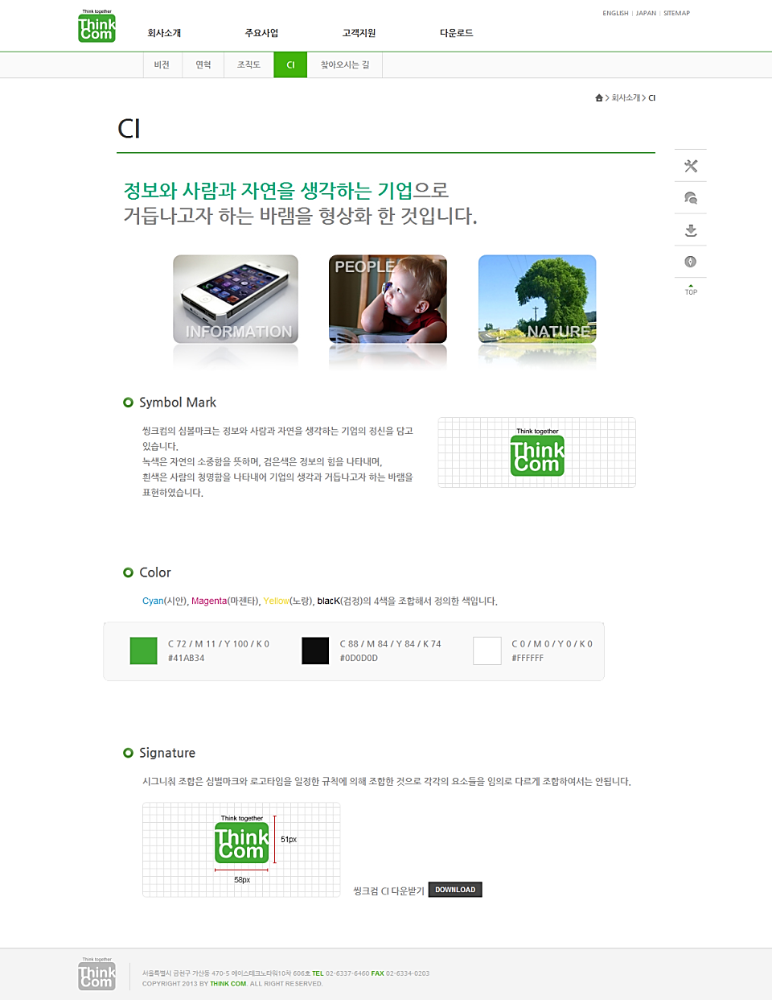 Think together
Think
Com
ENGLISH | JAPAN | SITEMAP
회사소개 주요사업 고객지원 다운로드
비전 연혁 조직도 CI 찾아오시는 길
> 회사소개 > CI
CI
정보와 사람과 자연을 생각하는 기업으로
거듭나고자 하는 바램을 형상화 한 것입니다.
INFORMATION
PEOPLE
NATURE
TOP
Symbol Mark
씽크컴의 심볼마크는 정보와 사람과 자연을 생각하는 기업의 정신을 담고
있습니다.
녹색은 자연의 소중함을 뜻하며, 검은색은 정보의 힘을 나타내며,
흰색은 사람의 청명함을 나타내어 기업의 생각과 거듭나고자 하는 바램을
표현하였습니다.
Think together
Think
Com
Color
Cyan(시안), Magenta(마젠타), Yellow(노랑), blacK(검정)의 4색을 조합해서 정의한 색입니다.
C 72 / M 11 / Y 100 / K 0
#41AB34
C 88 / M 84 / Y 84 / K 74
#0D0D0D
C 0 / M 0 / Y 0 / K 0
#FFFFFF
Signature
시그니춰 조합은 심벌마크와 로고타입을 일정한 규칙에 의해 조합한 것으로 각각의 요소들을 임의로 다르게 조합하여서는 안됩니다.
Think together
Think
Com
51px
58px
씽크컴 CI 다운받기 DOWNLOAD
Think together
Think
Com
서울특별시 금천구 가산동 470-5 에이스테크노타워10차 606호 TEL 02-6337-6460 FAX 02-6334-0203
COPYRIGHT 2013 BY THINK COM. ALL RIGHT RESERVED.